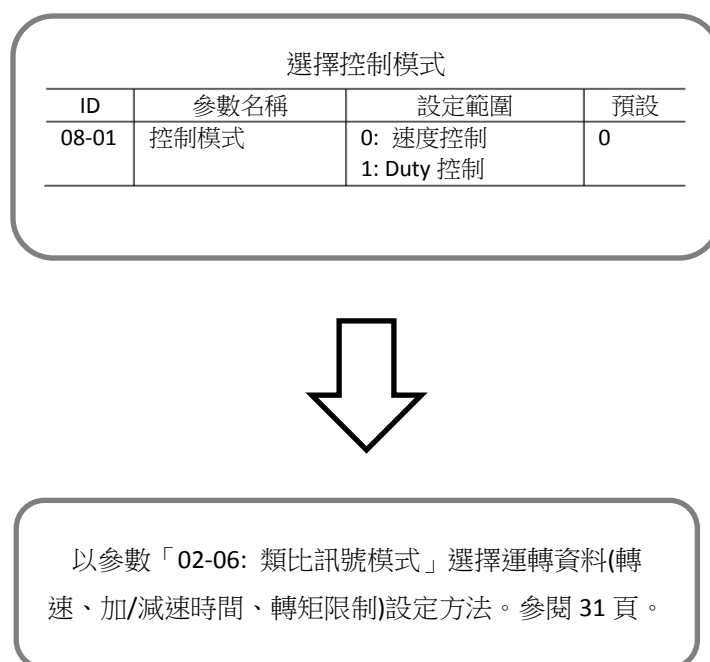 選擇控制模式
ID 參數名稱 設定範圍 預設
08-01 控制模式 0: 速度控制 0
1: Duty 控制
以參數「02-06: 類比訊號模式」選擇運轉資料(轉
速、加/減速時間、轉矩限制)設定方法。參閱 31 頁。